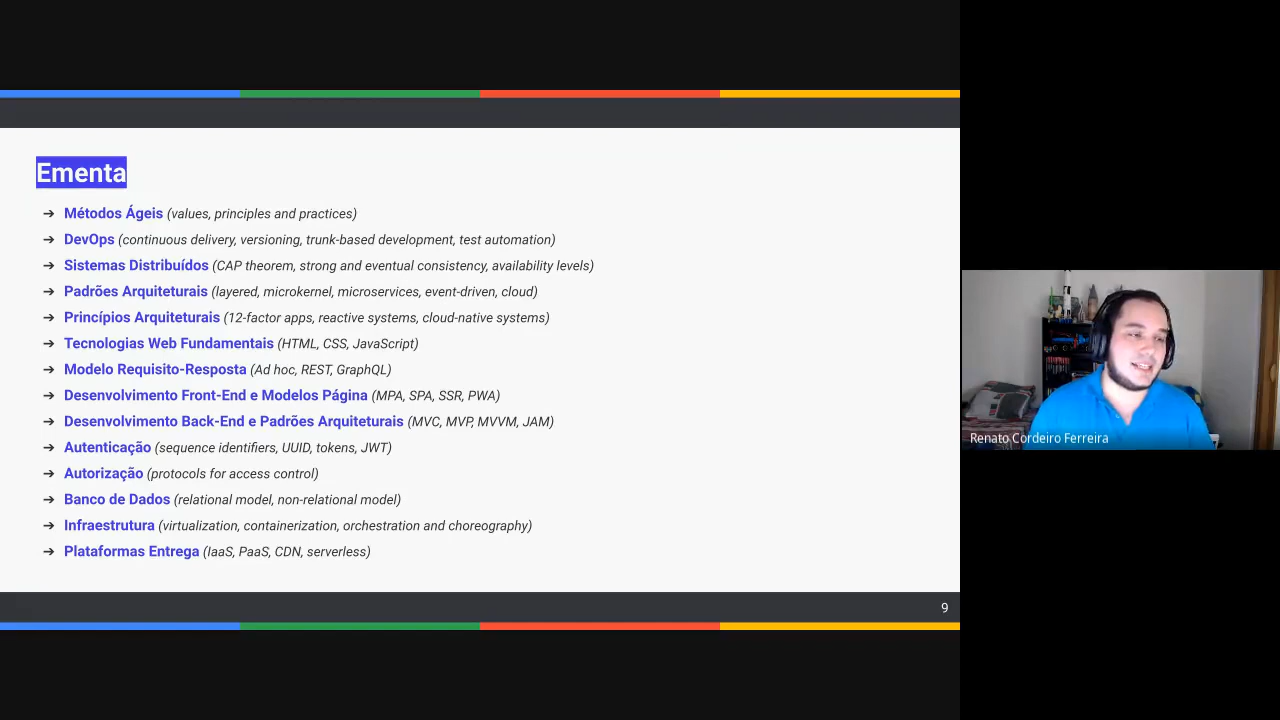 Ementa
➔ Métodos Ágeis (values, principles and practices)
➔ DevOps (continuous delivery, versioning, trunk-based development, test automation)
➔ Sistemas Distribuídos (CAP theorem, strong and eventual consistency, availability levels)
➔ Padrões Arquiteturais (layered, microkernel, microservices, event-driven, cloud)
➔ Princípios Arquiteturais (12-factor apps, reactive systems, cloud-native systems)
➔ Tecnologias Web Fundamentais (HTML, CSS, JavaScript)
➔ Modelo Requisito-Resposta (Ad hoc, REST, GraphQL)
➔ Desenvolvimento Front-End e Modelos Página (MPA, SPA, SSR, PWA)
➔ Desenvolvimento Back-End e Padrões Arquiteturais (MVC, MVP, MVVM, JAM)
➔ Autenticação (sequence identifiers, UUID, tokens, JWT)
➔ Autorização (protocols for access control)
➔ Banco de Dados (relational model, non-relational model)
➔ Infraestrutura (virtualization, containerization, orchestration and choreography)
➔ Plataformas Entrega (IaaS, PaaS, CDN, serverless)
9
Renato Cordeiro Ferreira